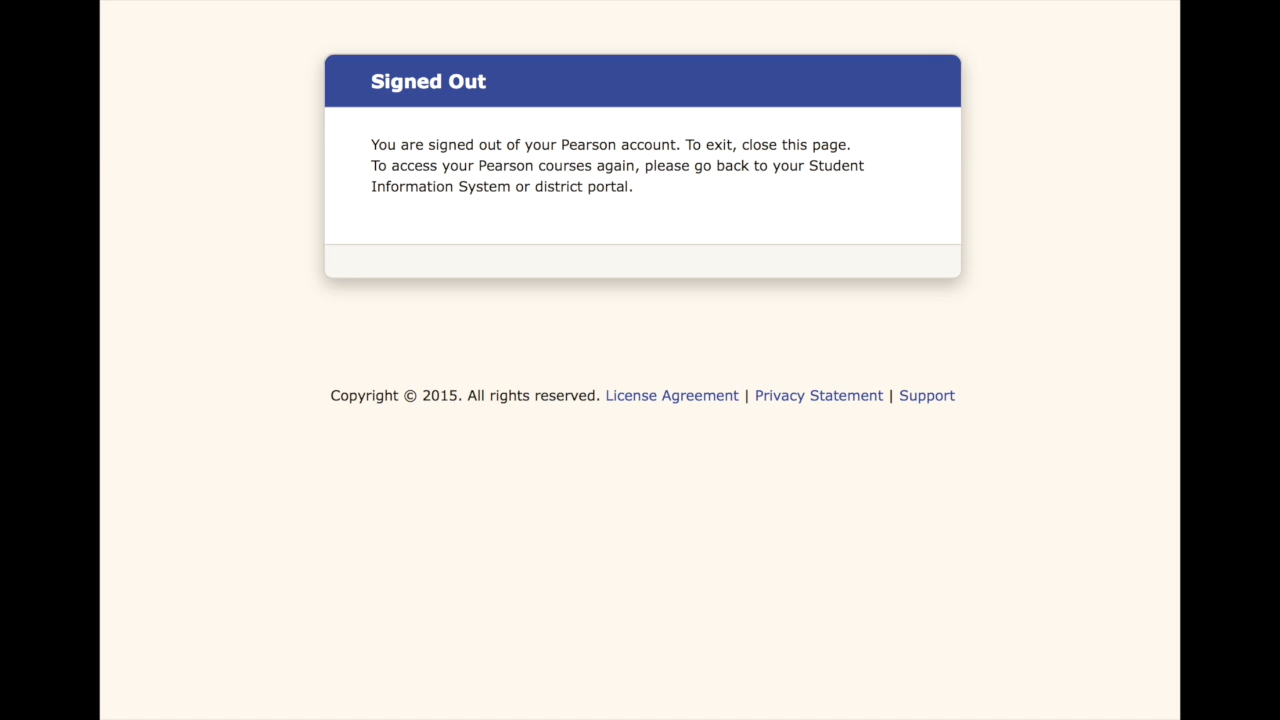 Signed Out
You are signed out of your Pearson account. To exit, close this page.
To access your Pearson courses again, please go back to your Student
Information System or district portal.
Copyright © 2015. All rights reserved. License Agreement | Privacy Statement | Support